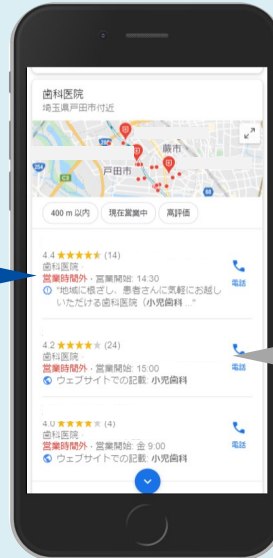 歯科医院
埼玉県戸田市付近
蕨市
戸田市
400 m 以内
現在営業中
高評価
4.4 ★★★★★ (14)
歯科医院
営業時間外・営業開始: 14:30
"地域に根ざし、患者さんに気軽にお越し
いただける歯科医院（小児歯科..."
電話
4.2 ★★★★★ (24)
歯科医院
営業時間外・営業開始: 15:00
ウェブサイトでの記載: 小児歯科
電話
4.0 ★★★★★ (4)
歯科医院
営業時間外・営業開始: 金 9:00
ウェブサイトでの記載: 小児歯科
電話